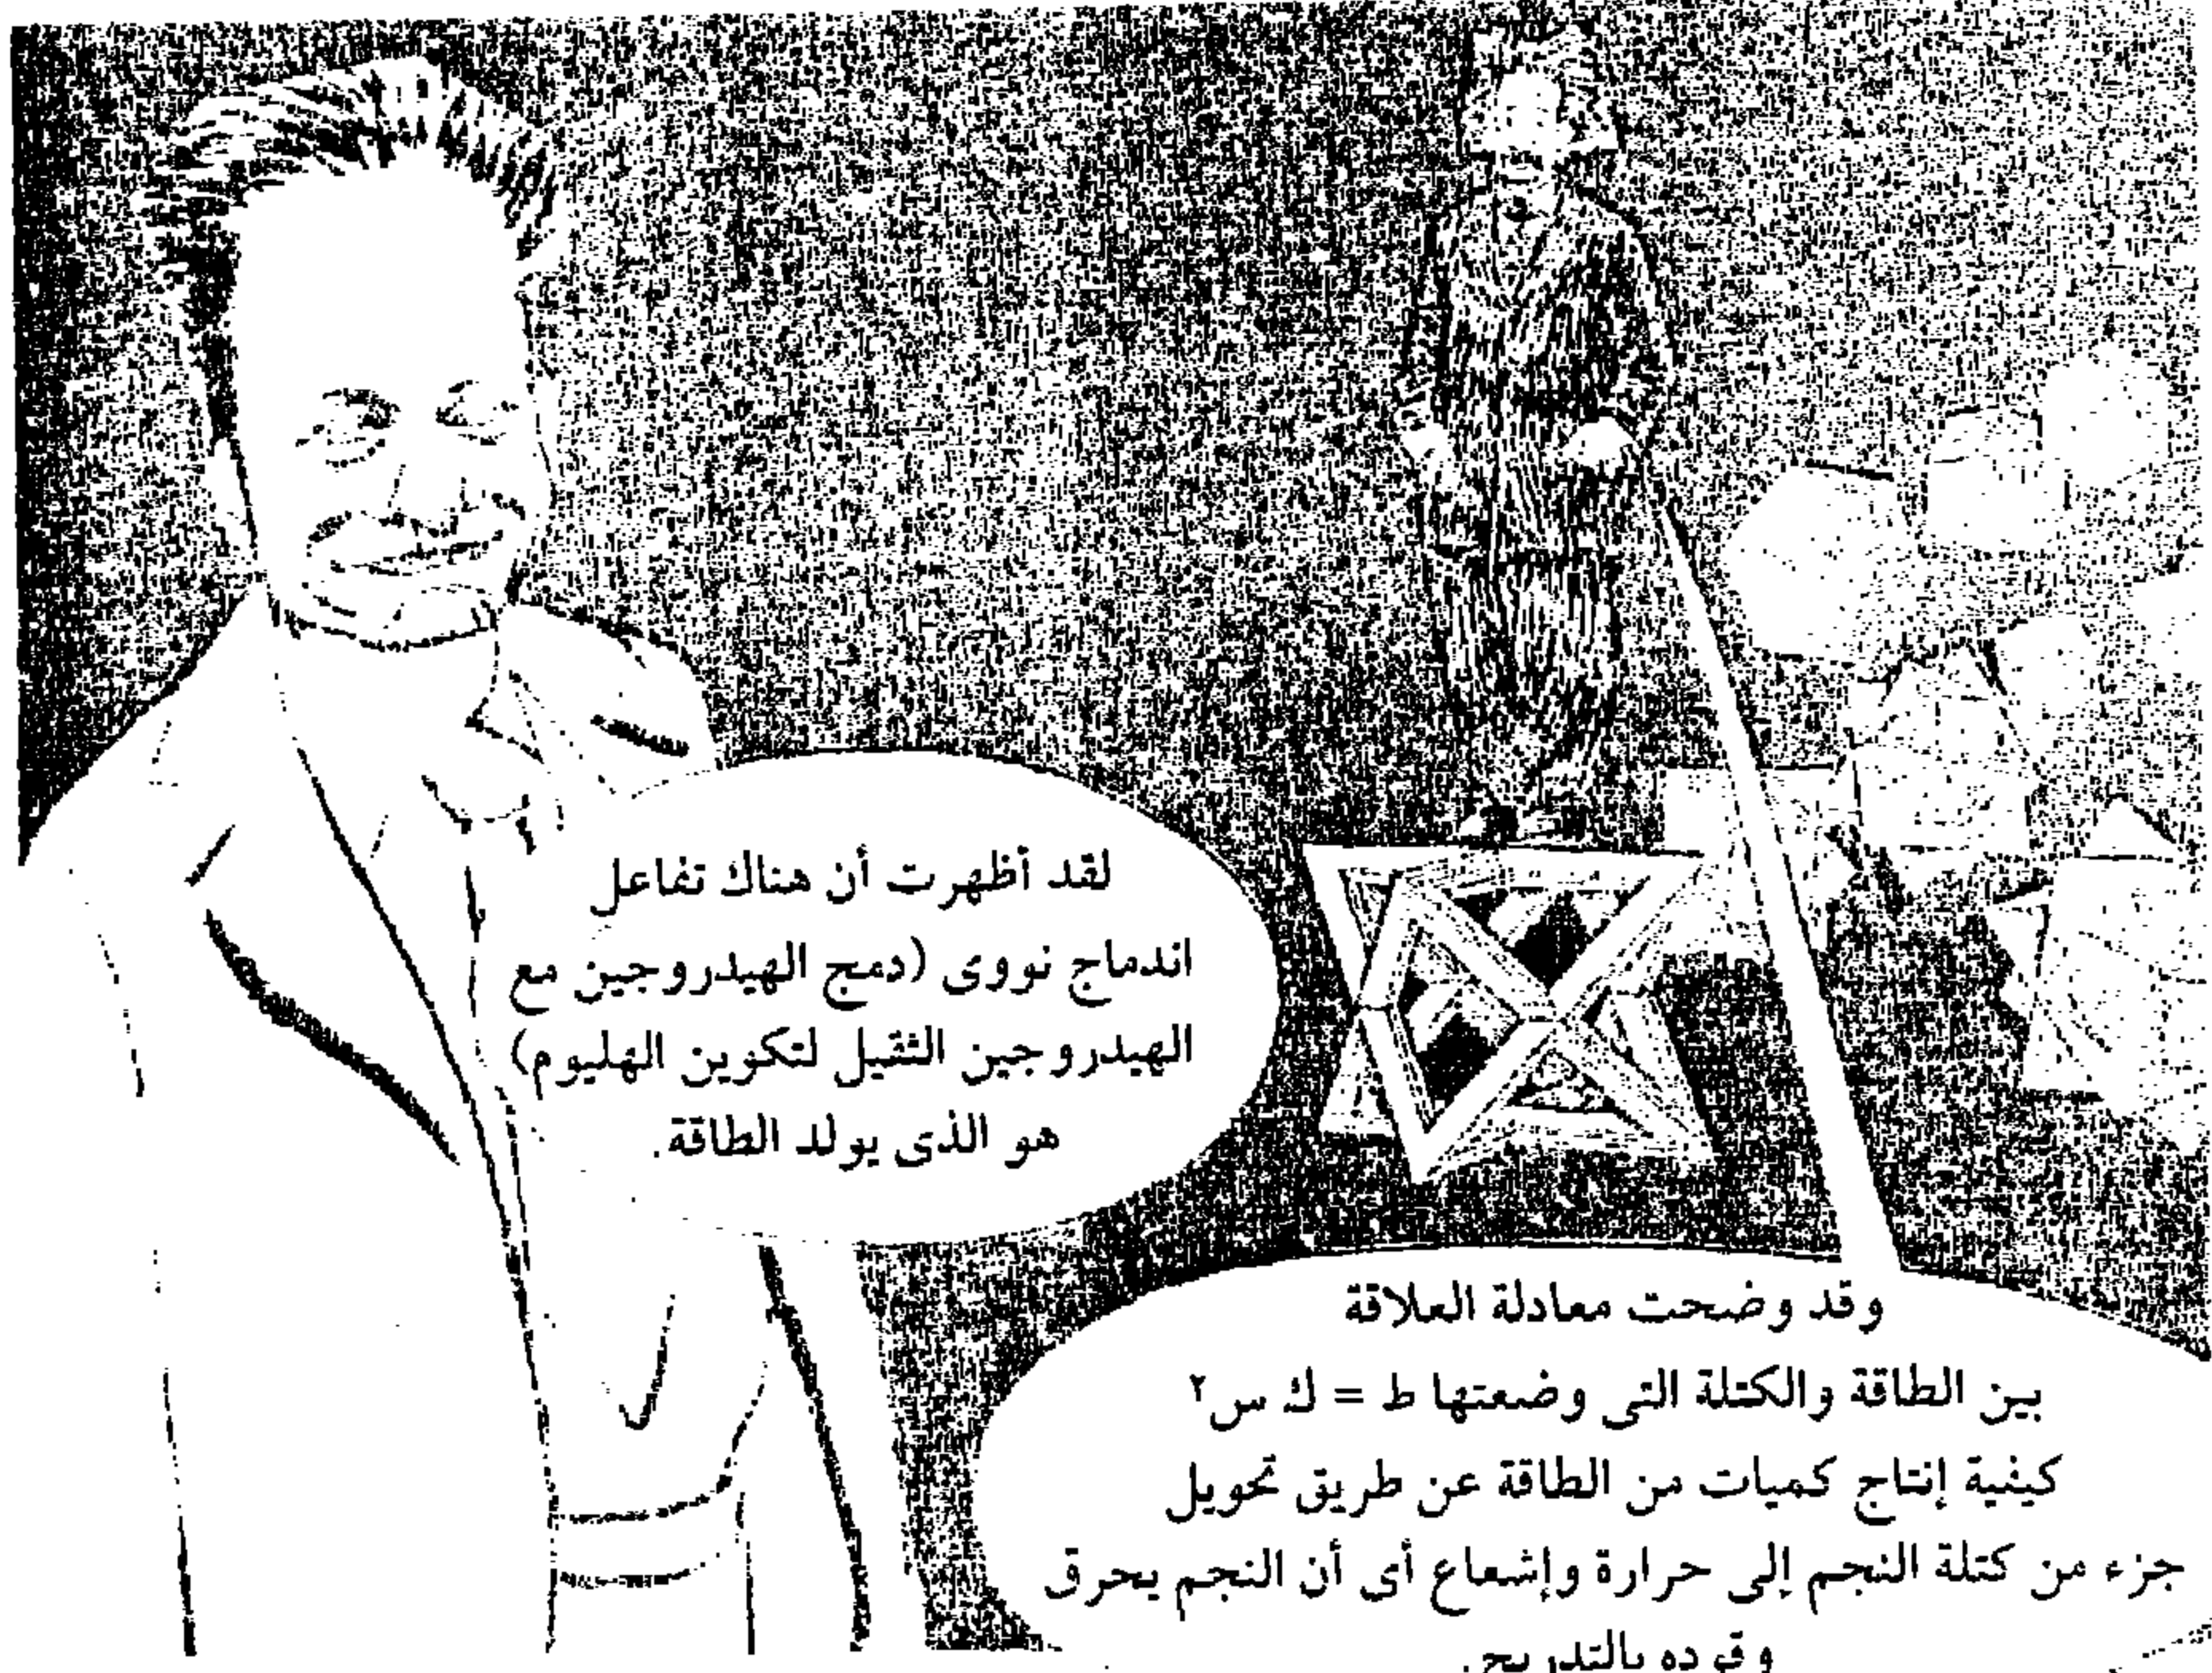 لقد أظهرت أن هناك تفاعل
اندماج نووى (دمج الهيدروجين مع
الهيدروجين الثقيل لتكوين الهليوم)
هو الذى يولد الطاقة.
وقد وضحت معادلة العلاقة
بين الطاقة والكتلة التى وضعتها ط = ك س٢
كيفية إنتاج كميات من الطاقة عن طريق تحويل
جزء من كتلة النجم إلى حرارة وإشعاع أى أن النجم يحرق
وقوده بالتدريج.